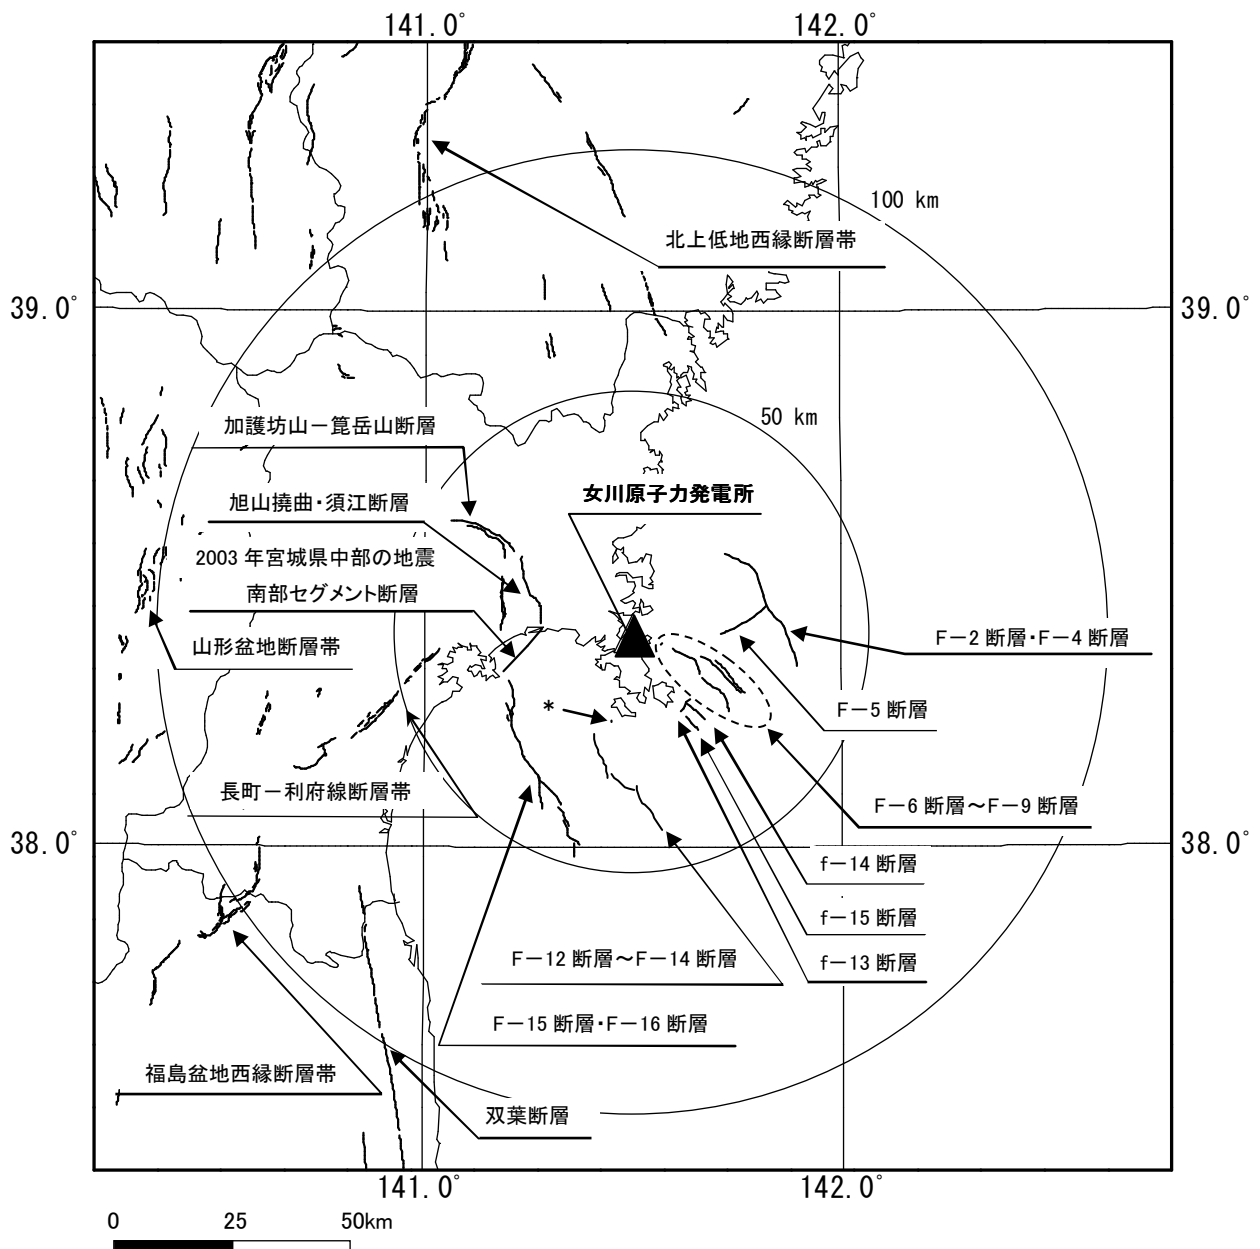 141.0°
142.0°
100 km
北上低地西縁断層帯
39.0°
39.0°
50 km
加護坊山－箟岳山断層
女川原子力発電所
旭山撓曲・須江断層
2003 年宮城県中部の地震
南部セグメント断層
F－2 断層・F－4 断層
山形盆地断層帯
F－5 断層
*
長町－利府線断層帯
F－6 断層～F－9 断層
38.0°
38.0°
f－14 断層
f－15 断層
F－12 断層～F－14 断層
f－13 断層
F－15 断層・F－16 断層
福島盆地西縁断層帯
双葉断層
141.0°
142.0°
0 25 50km